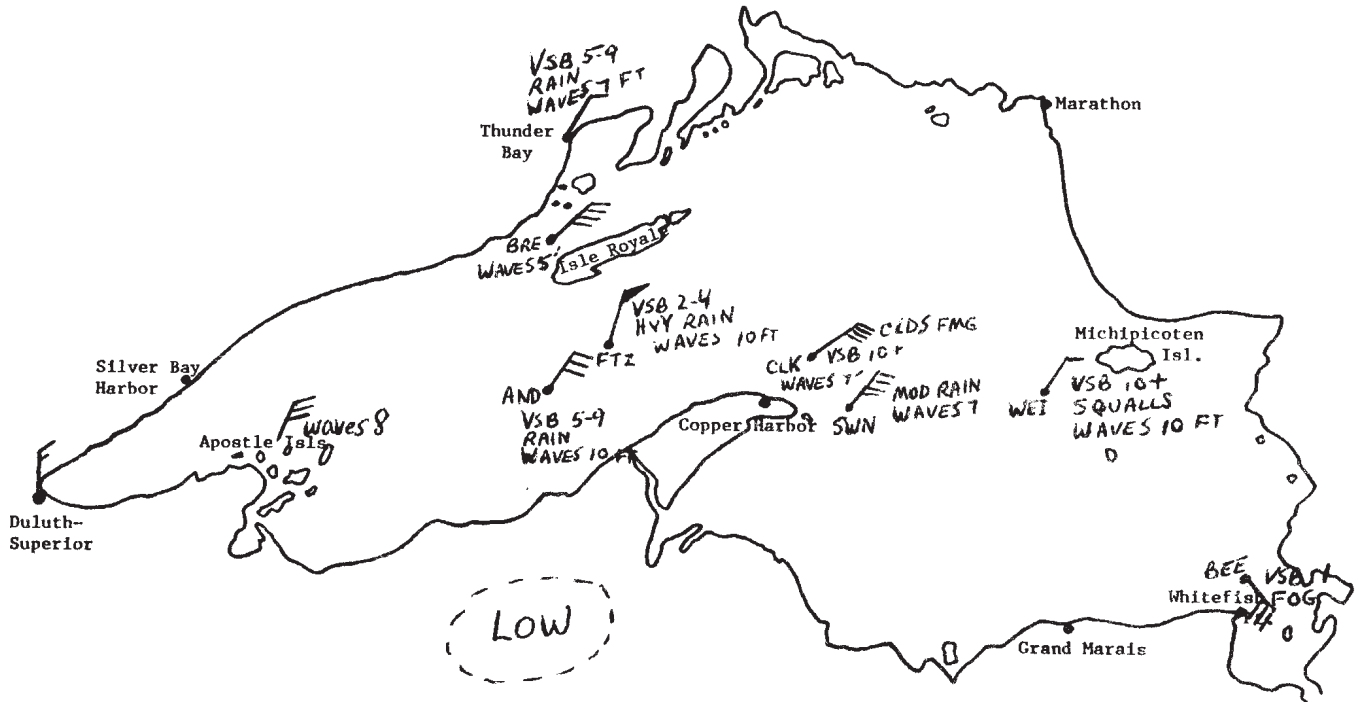 VSB 5-9
RAIN
WAVES 7 FT
Thunder
Bay
Marathon
BRE
WAVES 5'
Isle Royale
VSB 2-4
HVY RAIN
WAVES 10 FT
FTZ
CLDS FMG
CLK
VSB 10+
WAVES 7'
Michipicoten
Isl.
Silver Bay
Harbor
AND
VSB 5-9
RAIN
WAVES 10 FT
MOD RAIN
WAVES 7
SWN
Copper Harbor
WEI
VSB 10+
SQUALLS
WAVES 10 FT
WAVES 8
Apostle Isls
Duluth-
Superior
LOW
BEE
VSB
FOG
Whitefish
Grand Marais